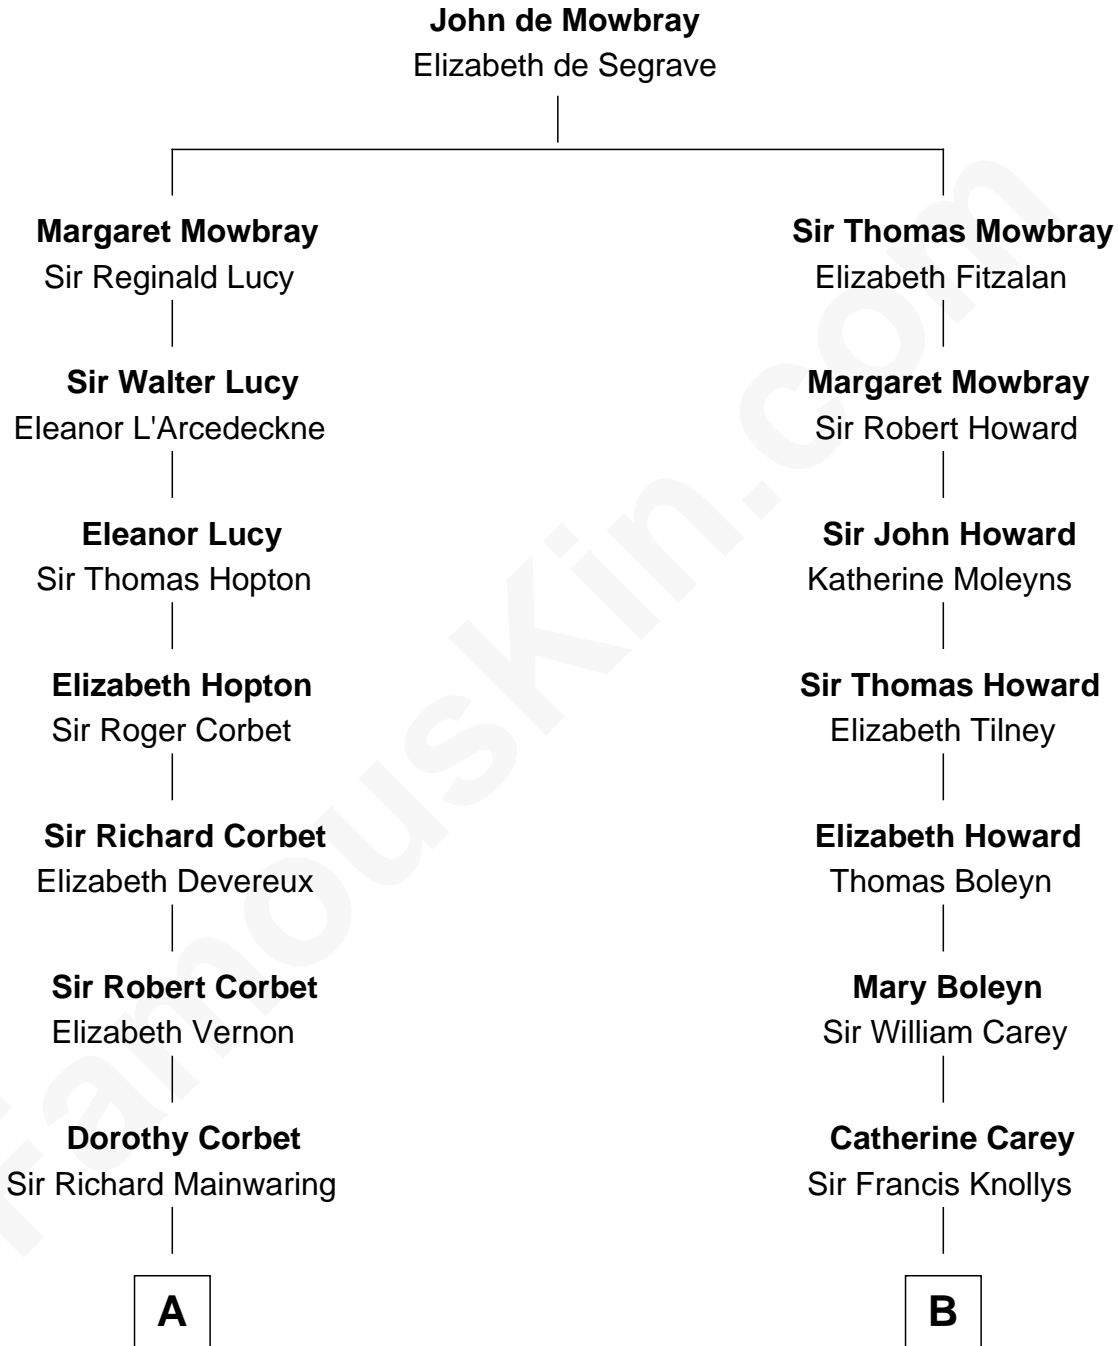 John de Mowbray
Elizabeth de Segrave
Margaret Mowbray
Sir Reginald Lucy
Sir Walter Lucy
Eleanor L'Arcedeckne
Eleanor Lucy
Sir Thomas Hopton
Elizabeth Hopton
Sir Roger Corbet
Sir Richard Corbet
Elizabeth Devereux
Sir Robert Corbet
Elizabeth Vernon
Dorothy Corbet
Sir Richard Mainwaring
A
Sir Thomas Mowbray
Elizabeth Fitzalan
Margaret Mowbray
Sir Robert Howard
Sir John Howard
Katherine Moleyns
Sir Thomas Howard
Elizabeth Tilney
Elizabeth Howard
Thomas Boleyn
Mary Boleyn
Sir William Carey
Catherine Carey
Sir Francis Knollys
B
FamousKin.com